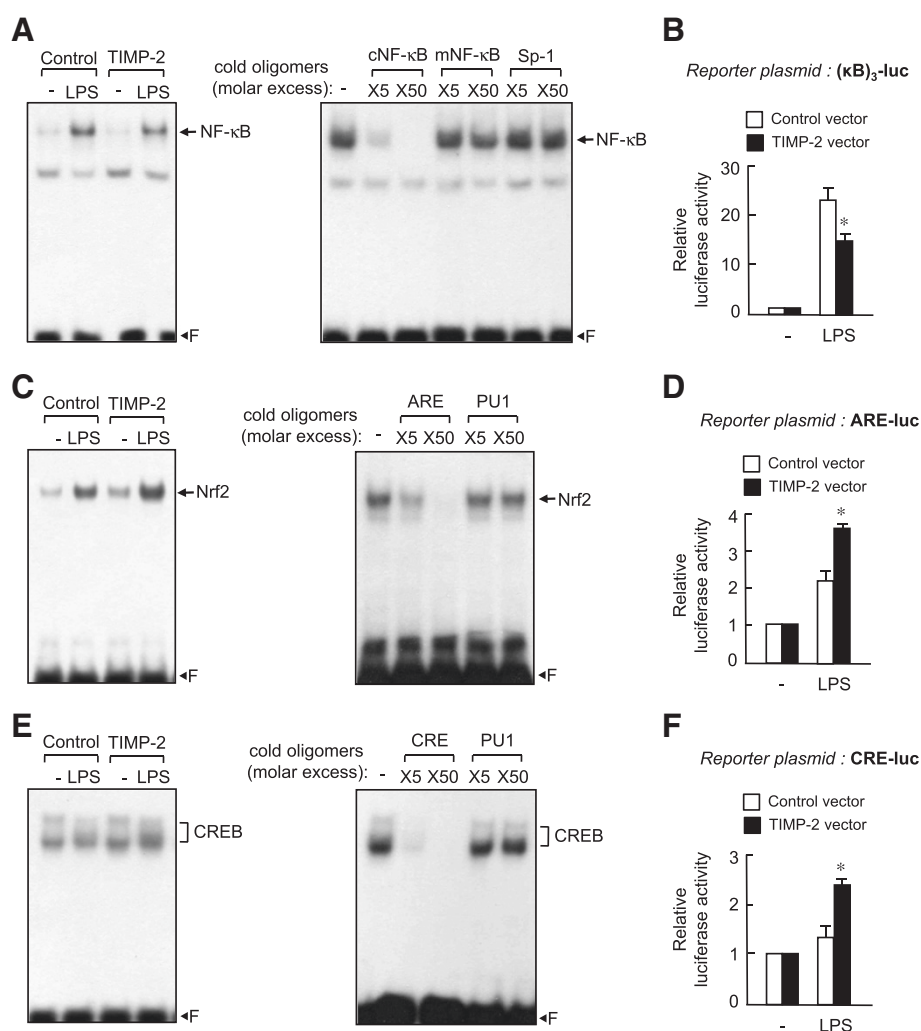 A
Control TIMP-2
- LPS - LPS
NF-κB
F
cold oligomers
(molar excess):
cNF-κB mNF-κB Sp-1
- X5 X50 X5 X50 X5 X50
NF-κB
F
B
Reporter plasmid : (κB)3-luc
Control vector
TIMP-2 vector
Relative
luciferase activity
30
20
10
0
*
- LPS
C
Control TIMP-2
- LPS - LPS
Nrf2
F
cold oligomers
(molar excess):
ARE PU1
- X5 X50 X5 X50
Nrf2
F
D
Reporter plasmid : ARE-luc
Control vector
TIMP-2 vector
Relative
luciferase activity
4
3
2
1
0
*
- LPS
E
Control TIMP-2
- LPS - LPS
CREB
F
cold oligomers
(molar excess):
CRE PU1
- X5 X50 X5 X50
CREB
F
F
Reporter plasmid : CRE-luc
Control vector
TIMP-2 vector
Relative
luciferase activity
3
2
1
0
*
- LPS